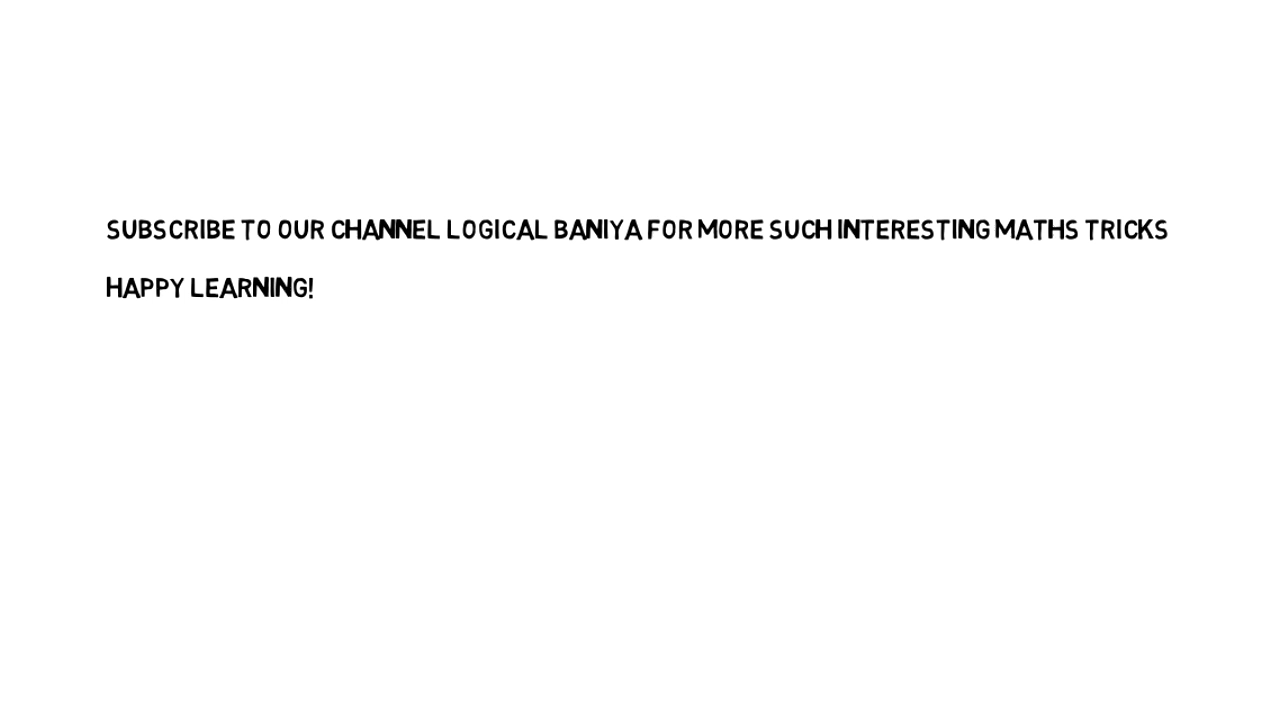 SUBSCRIBE TO OUR CHANNEL LOGICAL BANIYA FOR MORE SUCH INTERESTING MATHS TRICKS
HAPPY LEARNING!